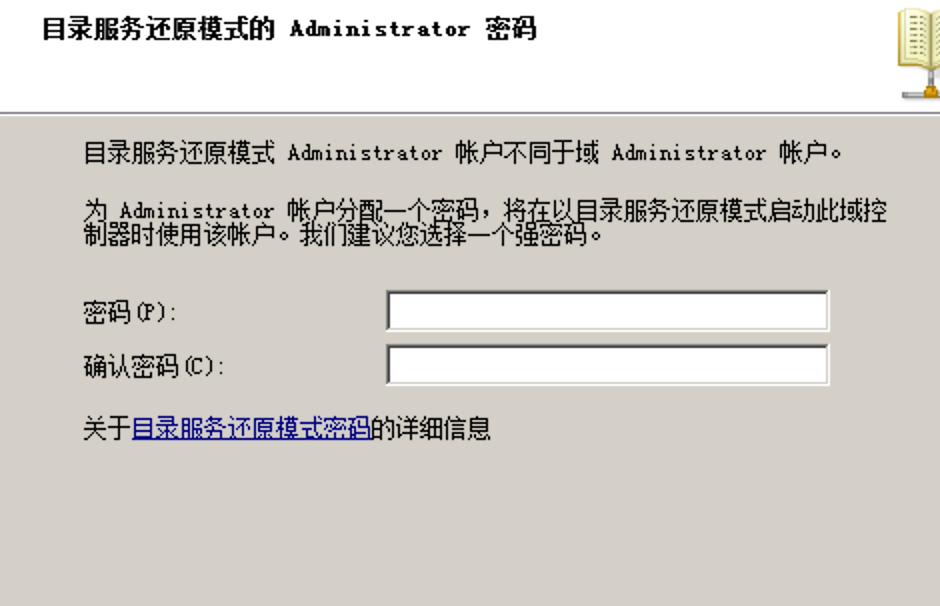 目录服务还原模式的 Administrator 密码
目录服务还原模式 Administrator 帐户不同于域 Administrator 帐户。
为 Administrator 帐户分配一个密码，将在以目录服务还原模式启动此域控
制器时使用该帐户。我们建议您选择一个强密码。
密码(P):
确认密码(C):
关于目录服务还原模式密码的详细信息